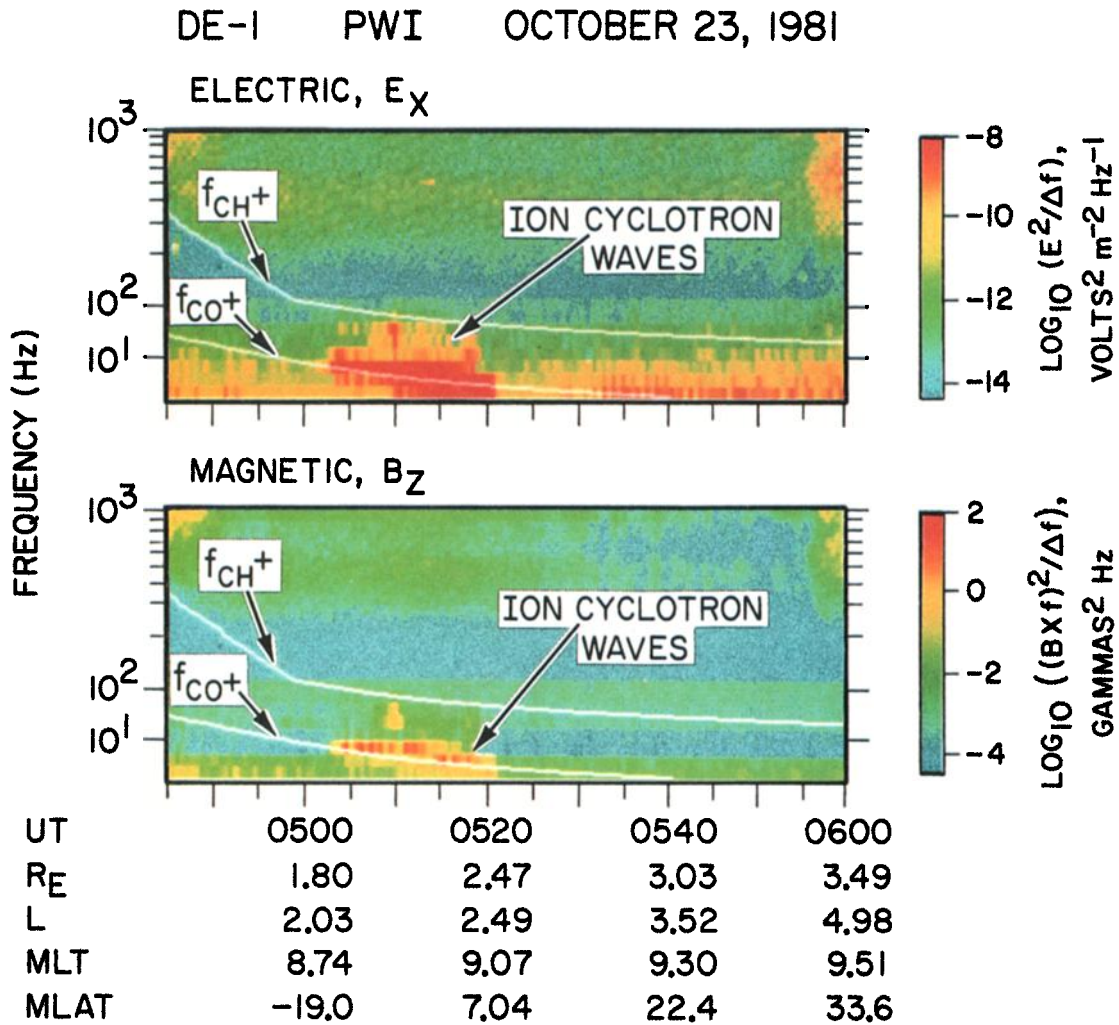 DE-1 PWI OCTOBER 23, 1981
ELECTRIC, EX
10³
fCH+
ION CYCLOTRON
WAVES
10²
fCO+
10¹
FREQUENCY (Hz)
-8
-10
-12
-14
LOG10 (E²/Δf),
VOLTS² m-² Hz-¹
MAGNETIC, BZ
10³
fCH+
ION CYCLOTRON
WAVES
10²
fCO+
10¹
2
0
-2
-4
LOG10 ((BXf)²/Δf),
GAMMAS² Hz
UT 0500 0520 0540 0600
RE 1.80 2.47 3.03 3.49
L 2.03 2.49 3.52 4.98
MLT 8.74 9.07 9.30 9.51
MLAT -19.0 7.04 22.4 33.6